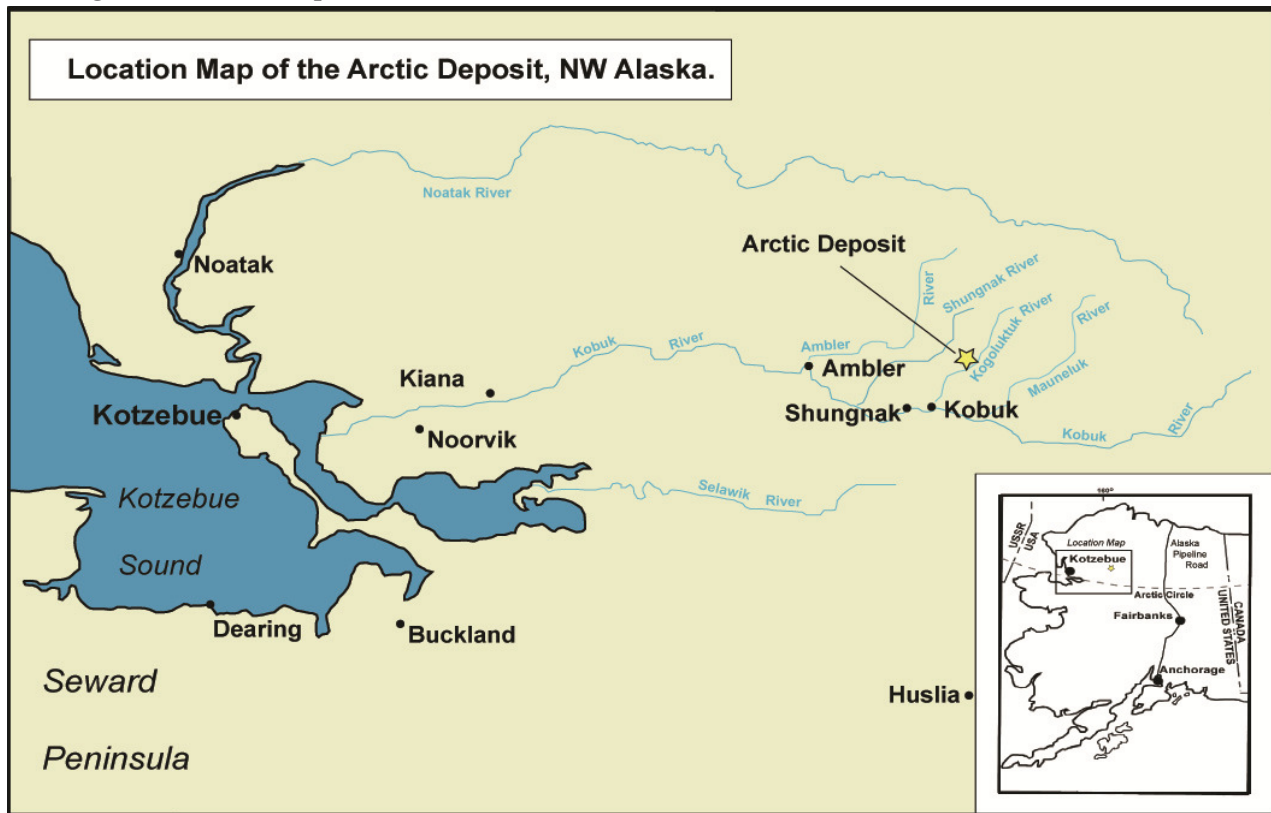 Location Map of the Arctic Deposit, NW Alaska.
Noatak River
Arctic Deposit
Noatak
River
Shungnak River
Kogoluktuk River
River
Mauneluk
Kobuk
River
Ambler
Ambler
Kiana
Kotzebue
Noorvik
Shungnak
Kobuk
Kobuk
River
Kotzebue
Sound
Selawik River
Dearing
Buckland
Seward
Peninsula
Huslia
160°
USSR
USA
Location Map
Kotzebue
Alaska
Pipeline
Road
Arctic Circle
Fairbanks
CANADA
UNITED STATES
Anchorage